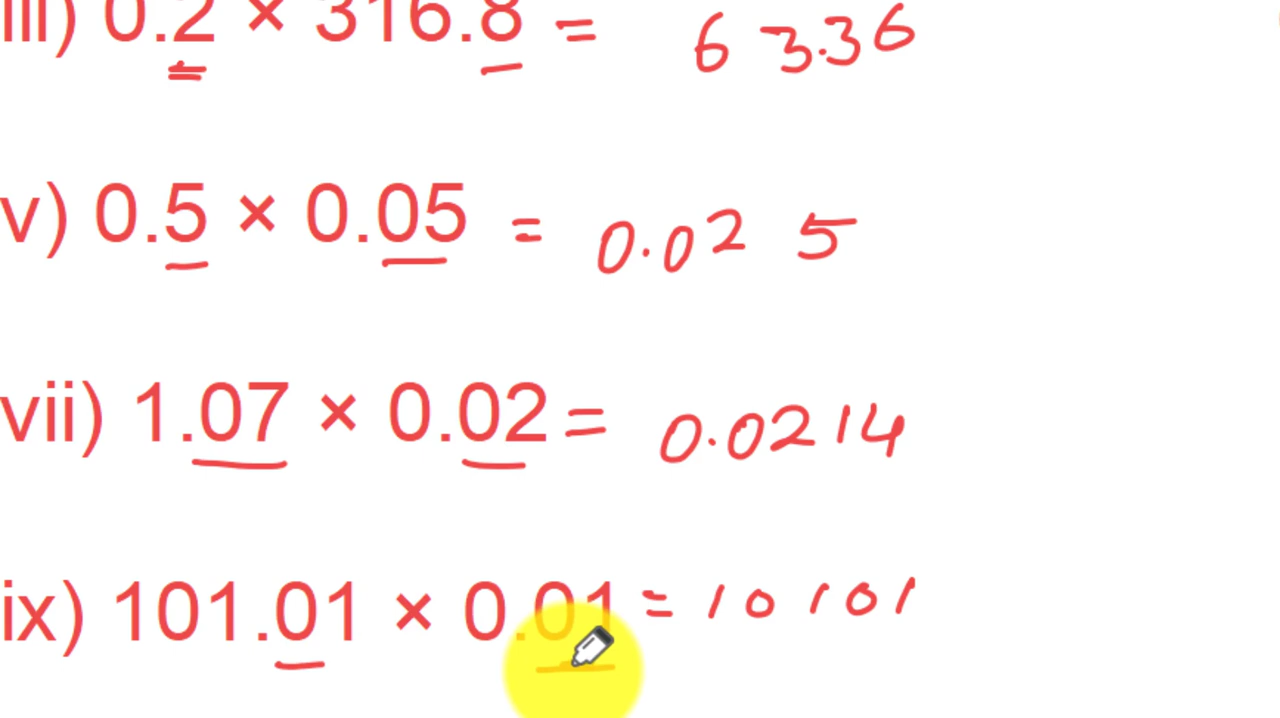 iii) 0.2 × 316.8 = 63.36
v) 0.5 × 0.05 = 0.025
vii) 1.07 × 0.02 = 0.0214
ix) 101.01 × 0.01 = 10101